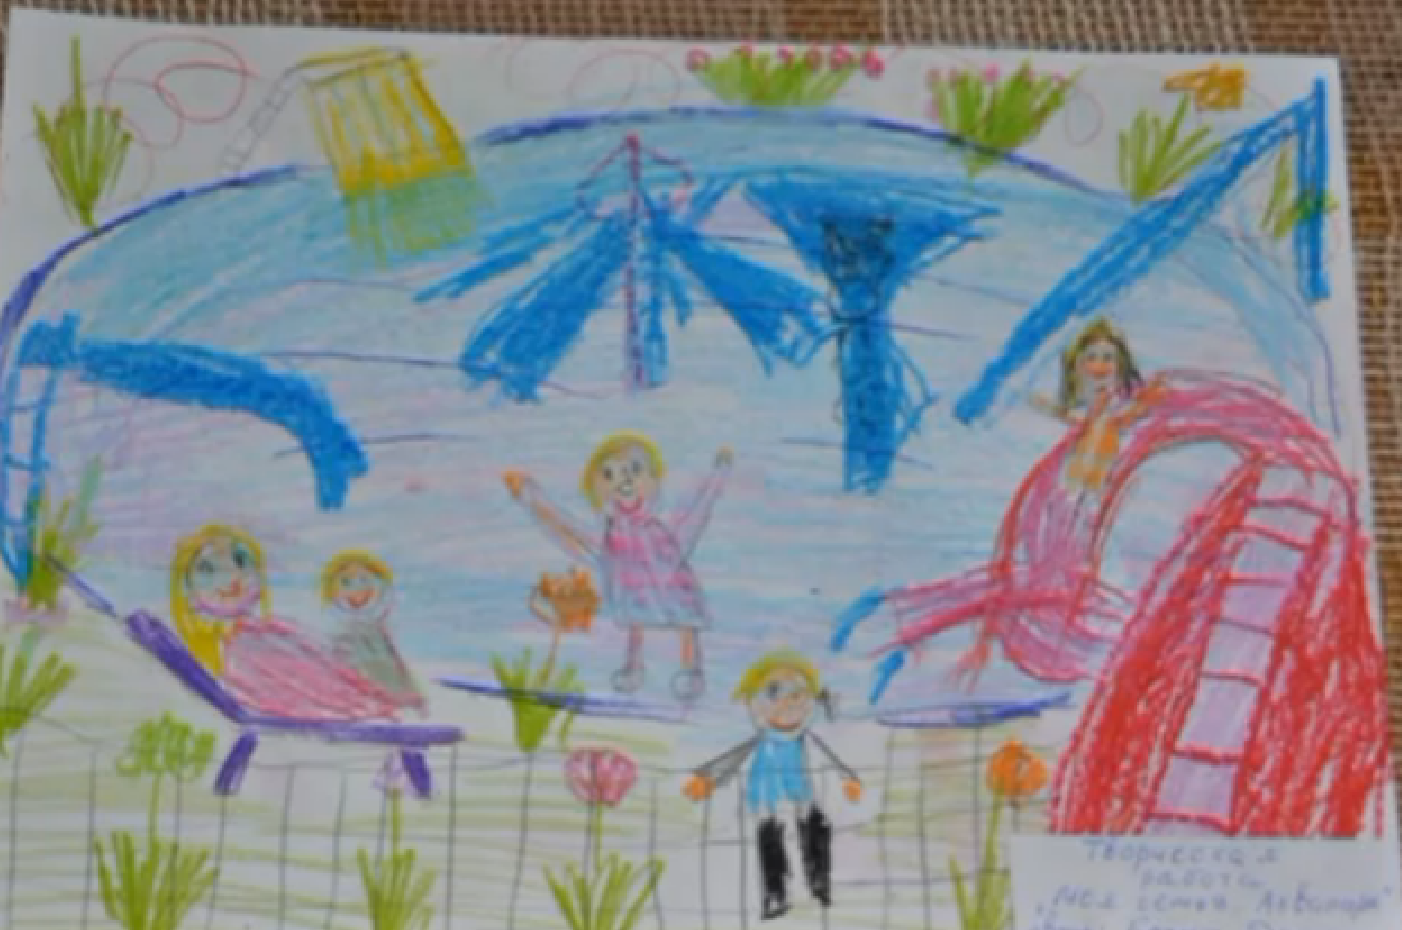 Творческая
работа
"Моя семья. Аквапарк"